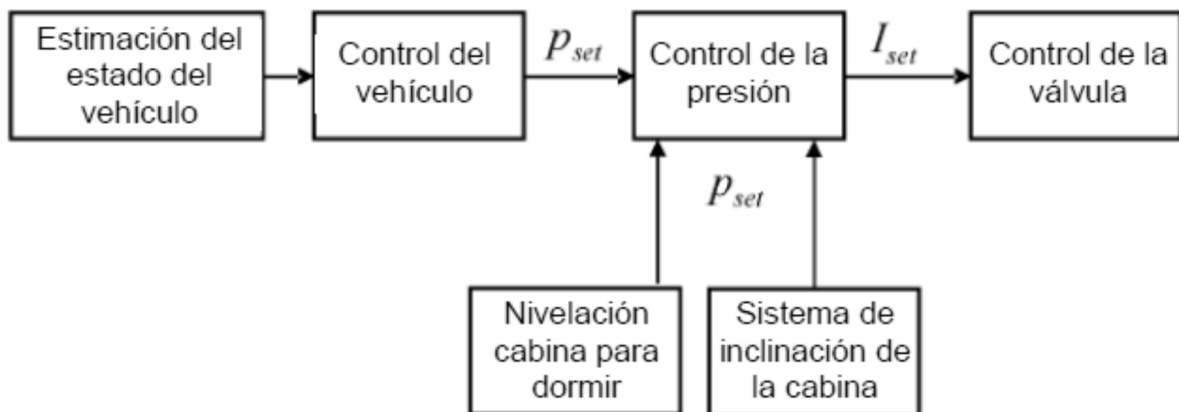 Estimación del
estado del
vehículo
Control del
vehículo
p_set
Control de la
presión
I_set
Control de la
válvula
p_set
Nivelación
cabina para
dormir
Sistema de
inclinación de
la cabina